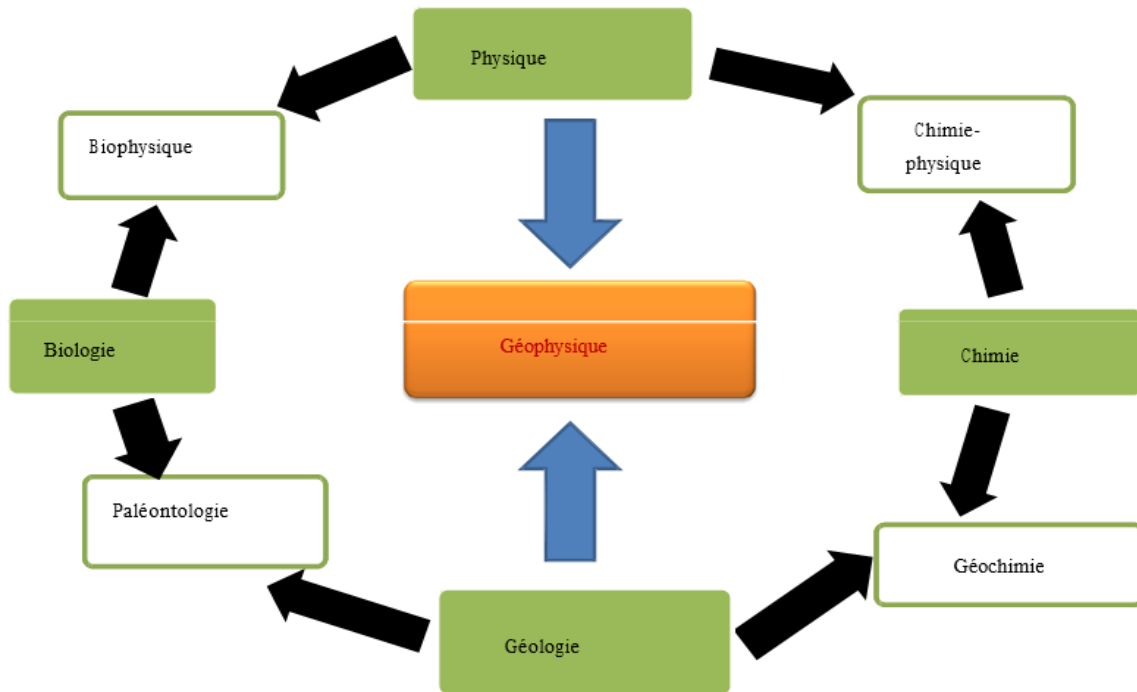 Physique
Biophysique
Chimie-
physique
Biologie
Géophysique
Chimie
Paléontologie
Géochimie
Géologie